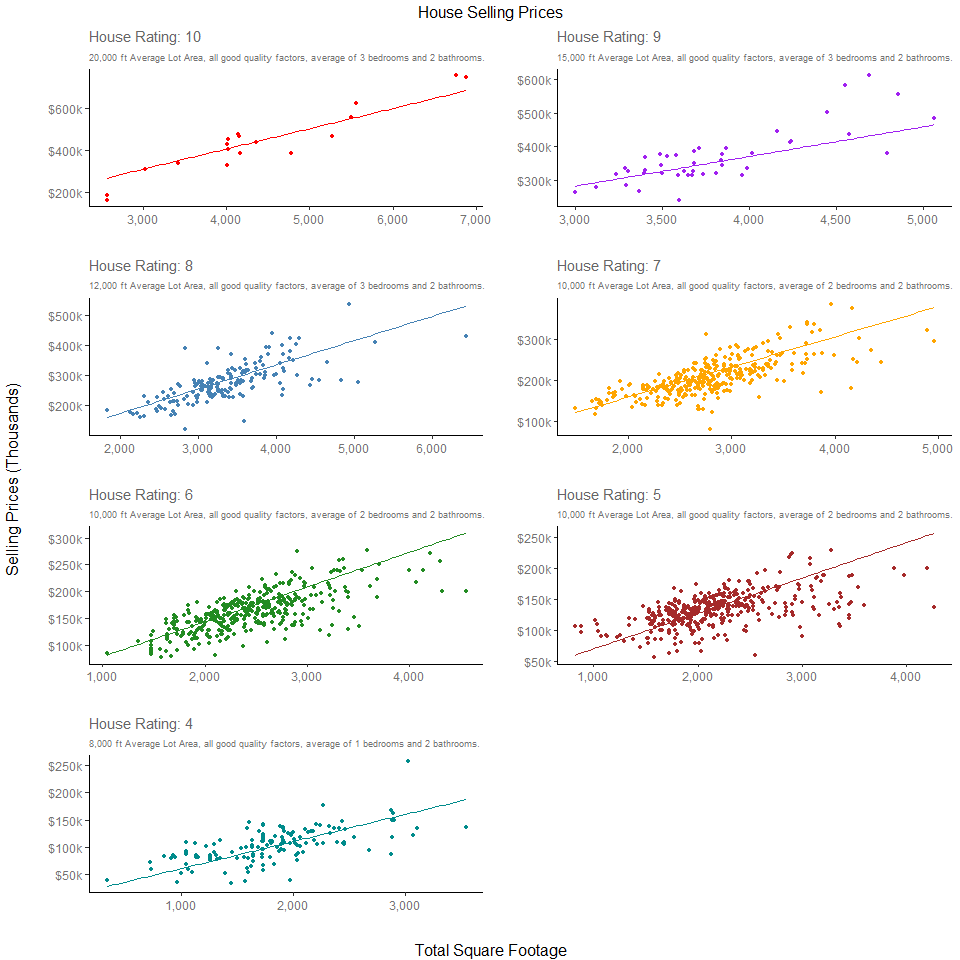 House Selling Prices
House Rating: 10
20,000 ft Average Lot Area, all good quality factors, average of 3 bedrooms and 2 bathrooms.
$600k
$400k
$200k
3,000 4,000 5,000 6,000 7,000
House Rating: 9
15,000 ft Average Lot Area, all good quality factors, average of 3 bedrooms and 2 bathrooms.
$600k
$500k
$400k
$300k
3,000 3,500 4,000 4,500 5,000
House Rating: 8
12,000 ft Average Lot Area, all good quality factors, average of 3 bedrooms and 2 bathrooms.
$500k
$400k
$300k
$200k
2,000 3,000 4,000 5,000 6,000
House Rating: 7
10,000 ft Average Lot Area, all good quality factors, average of 2 bedrooms and 2 bathrooms.
$300k
$200k
$100k
2,000 3,000 4,000 5,000
Selling Prices (Thousands)
House Rating: 6
10,000 ft Average Lot Area, all good quality factors, average of 2 bedrooms and 2 bathrooms.
$300k
$250k
$200k
$150k
$100k
1,000 2,000 3,000 4,000
House Rating: 5
10,000 ft Average Lot Area, all good quality factors, average of 2 bedrooms and 2 bathrooms.
$250k
$200k
$150k
$100k
$50k
1,000 2,000 3,000 4,000
House Rating: 4
8,000 ft Average Lot Area, all good quality factors, average of 1 bedrooms and 2 bathrooms.
$250k
$200k
$150k
$100k
$50k
1,000 2,000 3,000
Total Square Footage